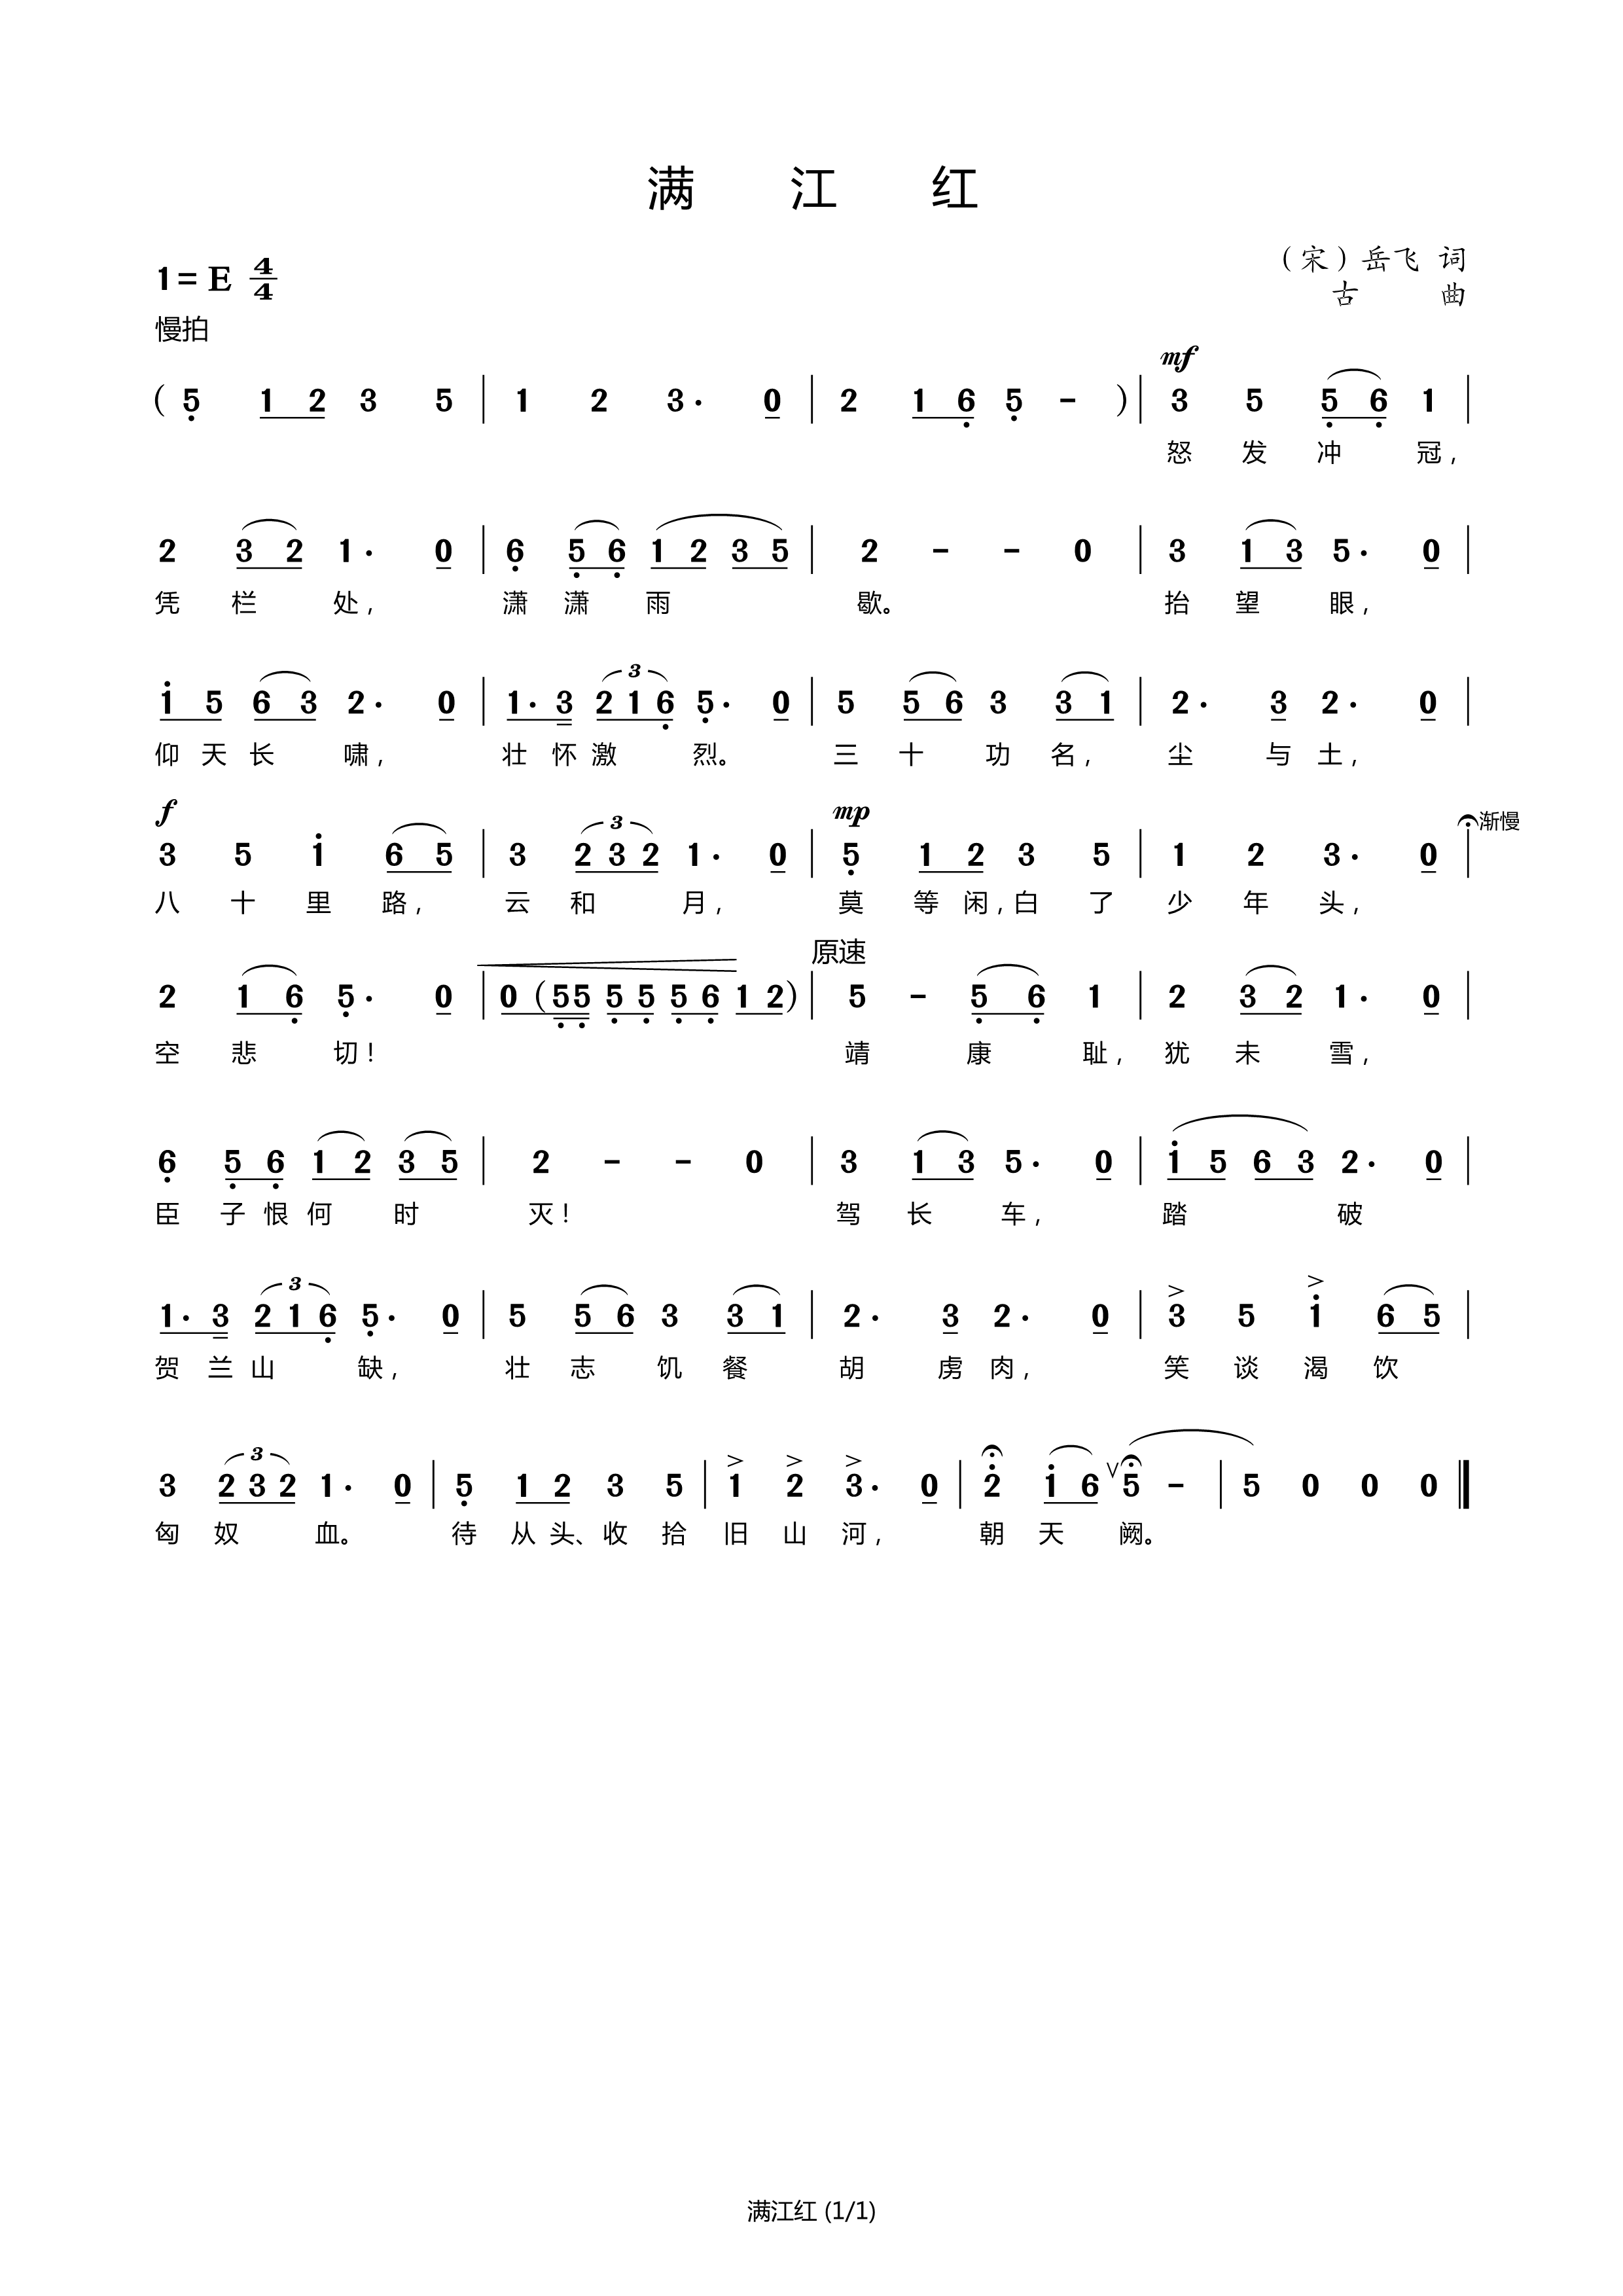 满 江 红
1=E 4/4
（宋）岳飞 词
古 曲
慢拍
mf
( 5 1 2 3 5 | 1 2 3· 0 | 2 1 6 5 - ) | 3 5 5 6 1 |
怒 发 冲 冠，
2 3 2 1· 0 | 6 5 6 1 2 3 5 | 2 - - 0 | 3 1 3 5· 0 |
凭 栏 处， 潇 潇 雨 歇。 抬 望 眼，
3
1 5 6 3 2· 0 | 1· 3 2 1 6 5· 0 | 5 5 6 3 3 1 | 2· 3 2· 0 |
仰 天 长 啸， 壮 怀 激 烈。 三 十 功 名， 尘 与 土，
f 3 mp 渐慢
3 5 1 6 5 | 3 2 3 2 1· 0 | 5 1 2 3 5 | 1 2 3· 0 |
八 十 里 路， 云 和 月， 莫 等 闲，白 了 少 年 头，
原速
2 1 6 5· 0 | 0 ( 5 5 5 5 5 6 1 2 ) | 5 - 5 6 1 | 2 3 2 1· 0 |
空 悲 切！ 靖 康 耻， 犹 未 雪，
6 5 6 1 2 3 5 | 2 - - 0 | 3 1 3 5· 0 | 1 5 6 3 2· 0 |
臣 子 恨 何 时 灭！ 驾 长 车， 踏 破
3 > >
1· 3 2 1 6 5· 0 | 5 5 6 3 3 1 | 2· 3 2· 0 | 3 5 1 6 5 |
贺 兰 山 缺， 壮 志 饥 餐 胡 虏 肉， 笑 谈 渴 饮
3 > > > ∨
3 2 3 2 1· 0 | 5 1 2 3 5 | 1 2 3· 0 | 2 1 6 5 - | 5 0 0 0 ‖
匈 奴 血。 待 从 头、收 拾 旧 山 河， 朝 天 阙。
满江红 (1/1)